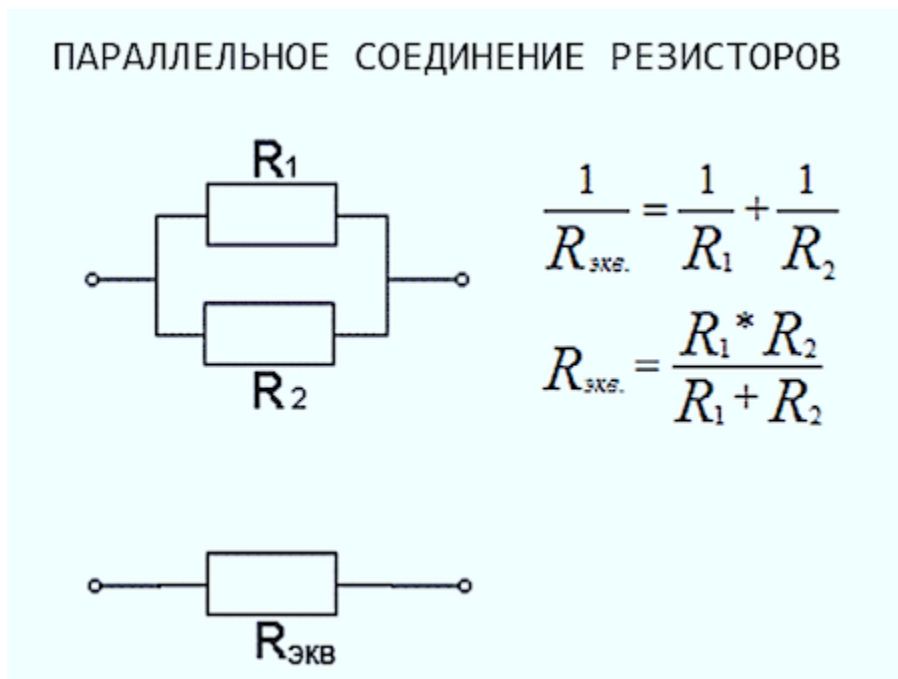 ПАРАЛЛЕЛЬНОЕ СОЕДИНЕНИЕ РЕЗИСТОРОВ
R1
1/Rэкв. = 1/R1 + 1/R2
Rэкв. = R1 * R2 / R1 + R2
R2
RЭКВ